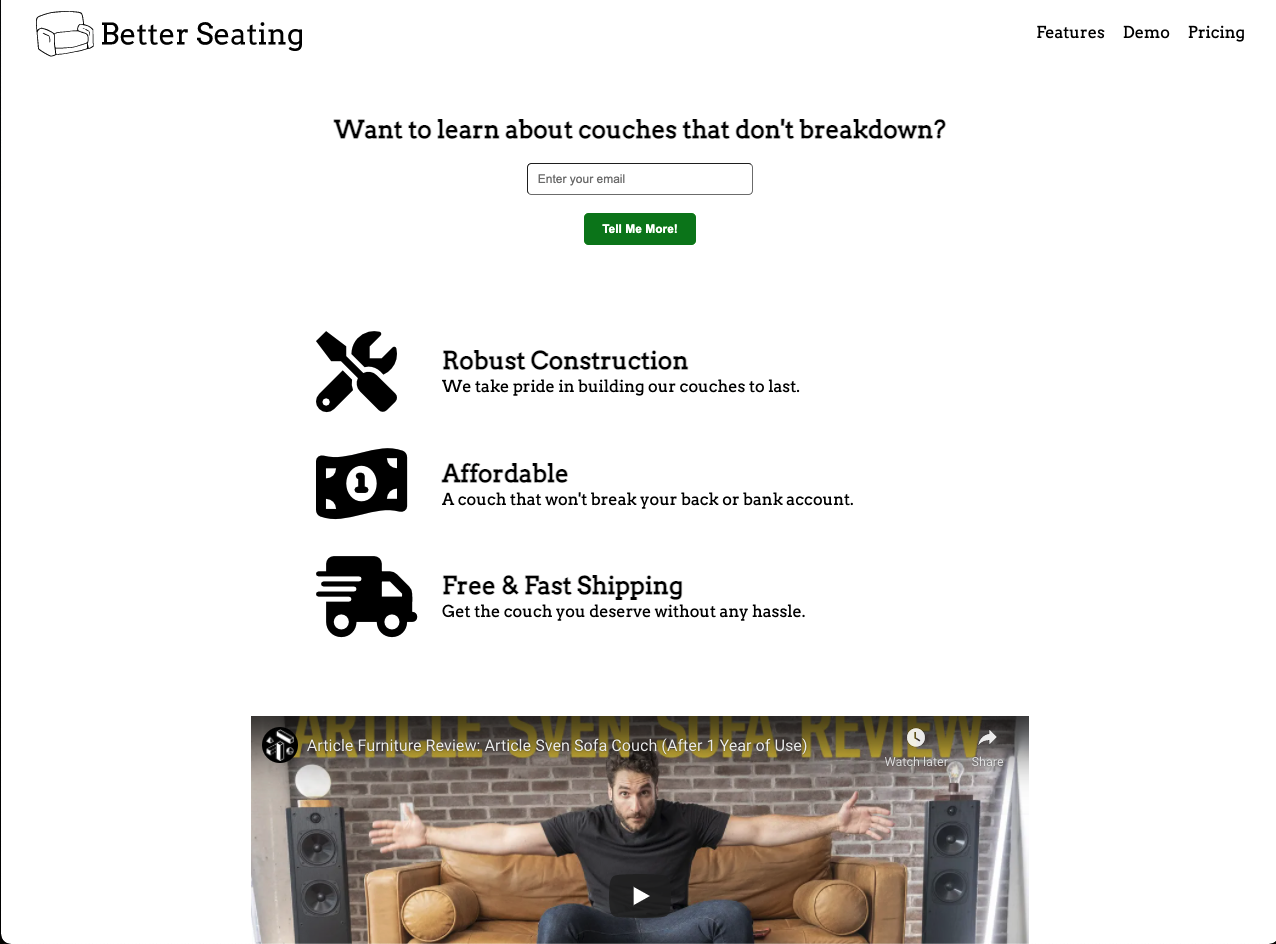 Better Seating
Features Demo Pricing
Want to learn about couches that don't breakdown?
Enter your email
Tell Me More!
Robust Construction
We take pride in building our couches to last.
1
Affordable
A couch that won't break your back or bank account.
Free & Fast Shipping
Get the couch you deserve without any hassle.
ARTICLE SVEN SOFA REVIEW
Article Furniture Review: Article Sven Sofa Couch (After 1 Year of Use)
Watch later Share